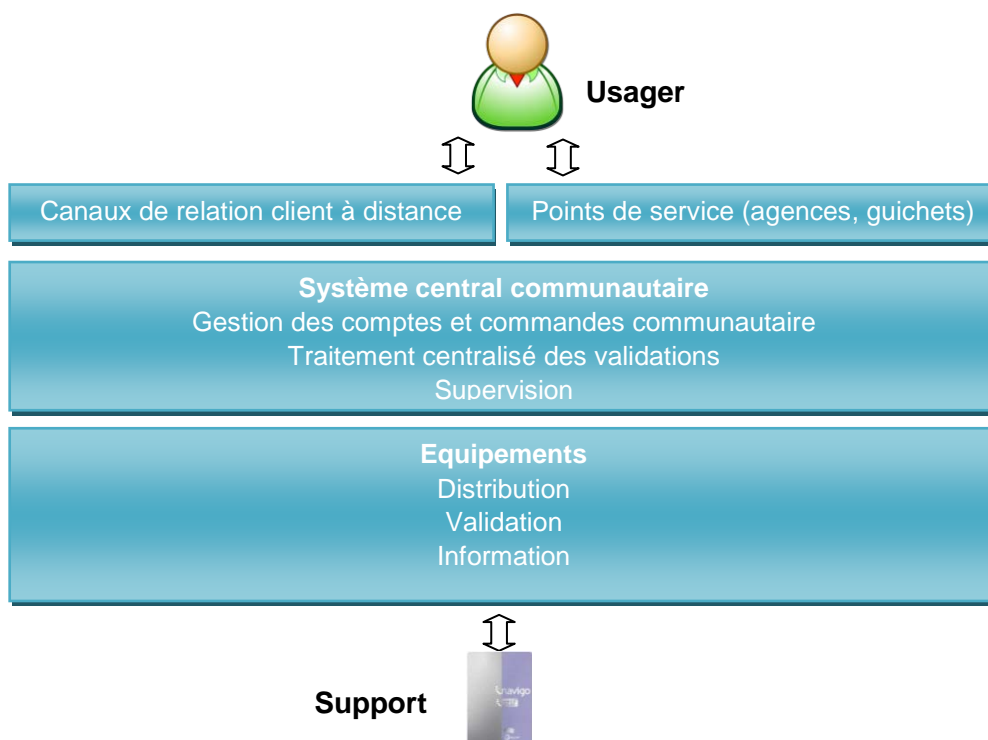 Usager
Canaux de relation client à distance
Points de service (agences, guichets)
Système central communautaire
Gestion des comptes et commandes communautaire
Traitement centralisé des validations
Supervision
Equipements
Distribution
Validation
Information
Support
navigo